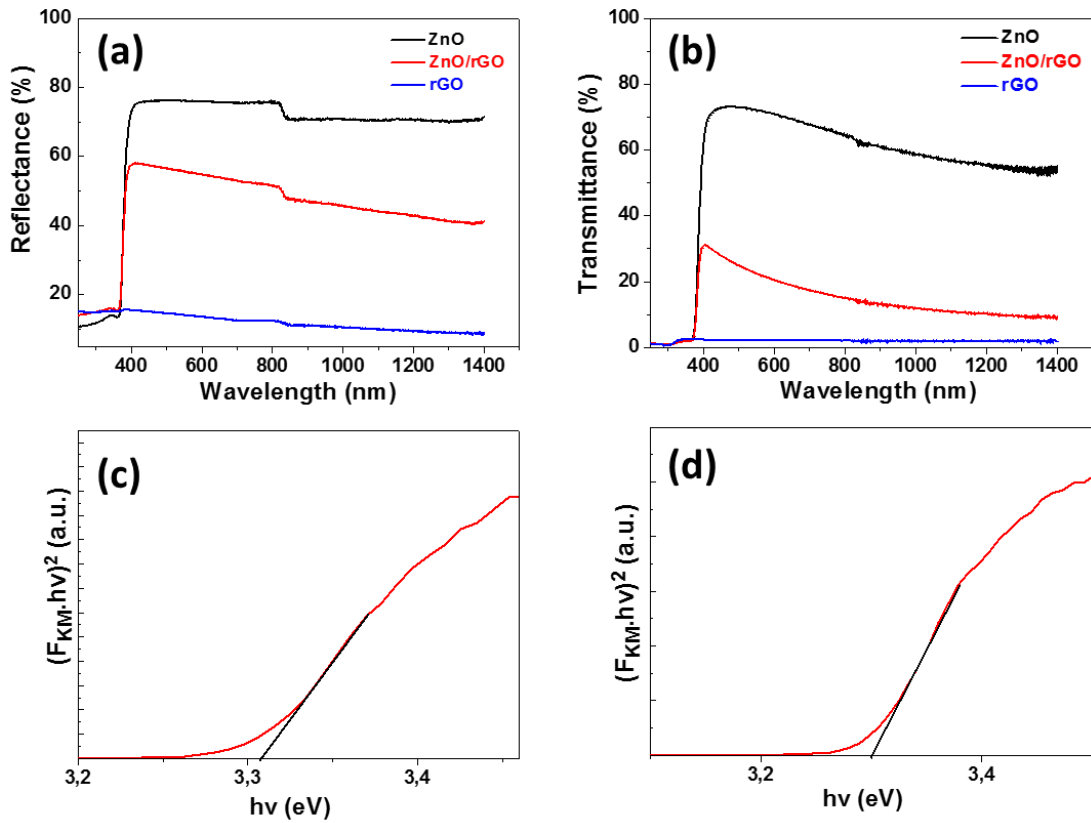 (a)
ZnO
ZnO/rGO
rGO
Reflectance (%)
100
80
60
40
20
400 600 800 1000 1200 1400
Wavelength (nm)
(b)
ZnO
ZnO/rGO
rGO
Transmittance (%)
100
80
60
40
20
0
200 400 600 800 1000 1200 1400
Wavelength (nm)
(c)
(FKM.hν)² (a.u.)
3,2 3,3 3,4
hν (eV)
(d)
(FKM.hν)² (a.u.)
3,2 3,4
hν (eV)